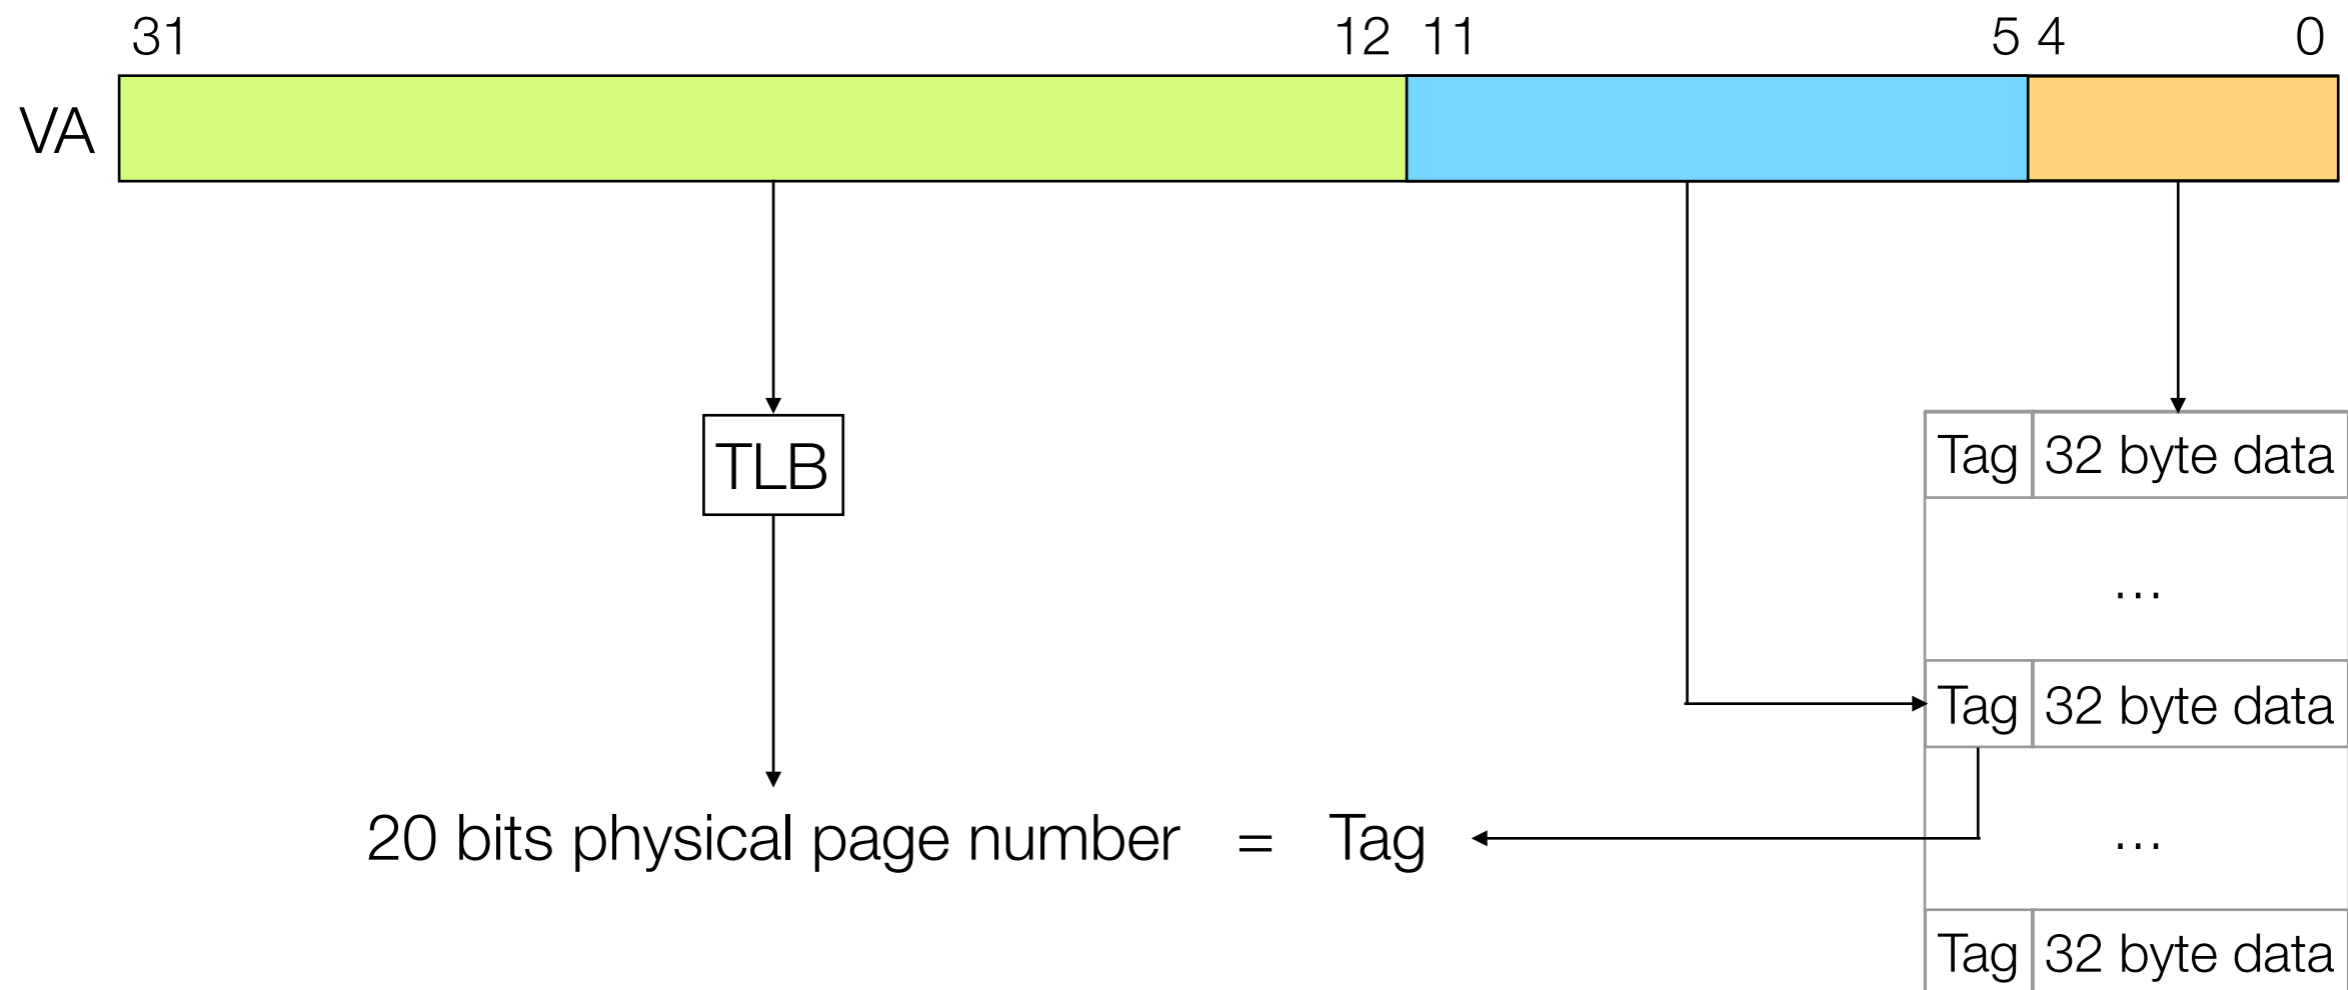 31 12 11 5 4 0
VA
TLB
Tag 32 byte data
...
Tag 32 byte data
20 bits physical page number = Tag
...
Tag 32 byte data